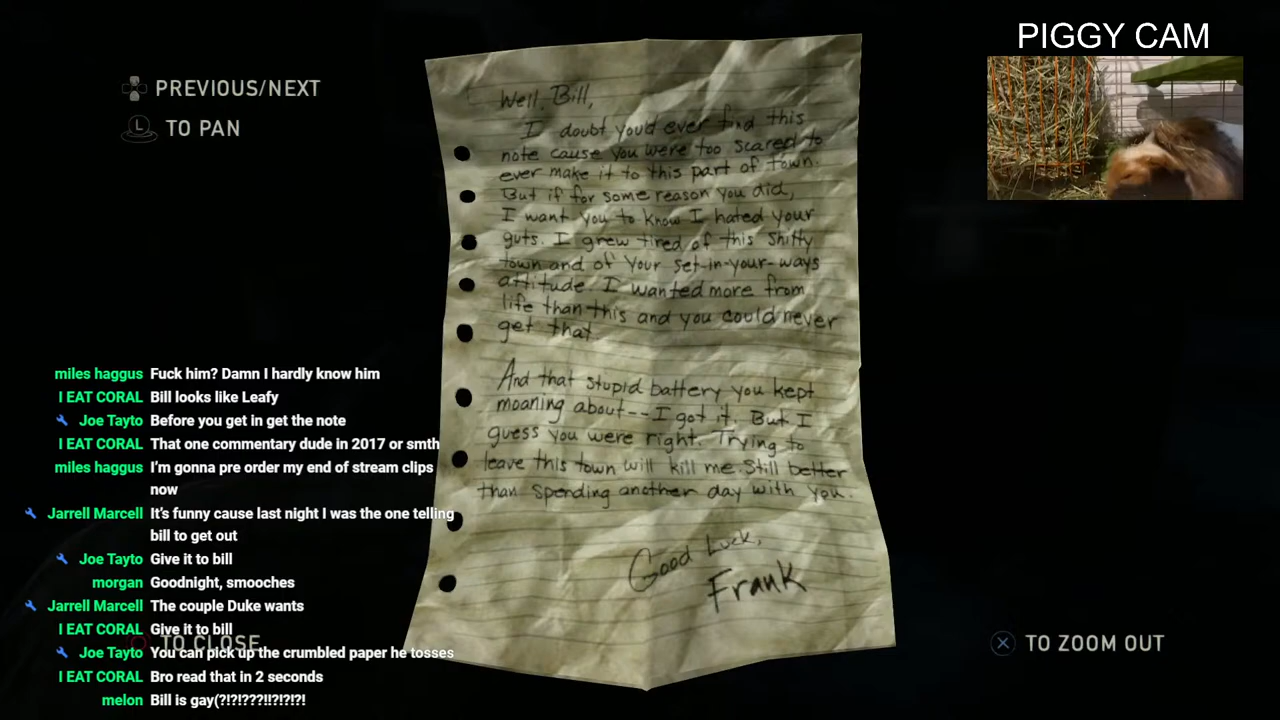 PIGGY CAM
PREVIOUS/NEXT
L TO PAN
Well, Bill,
I doubt you'd ever find this
note cause you were too scared to
ever make it to this part of town.
But if for some reason you did,
I want you to know I hated your
guts. I grew tired of this shitty
town and of your set-in-your-ways
attitude. I wanted more from
life than this and you could never
get that.
And that stupid battery you kept
moaning about--I got it. But I
guess you were right. Trying to
leave this town will kill me. Still better
than spending another day with you.
Good Luck,
Frank
miles haggus Fuck him? Damn I hardly know him
I EAT CORAL Bill looks like Leafy
Joe Tayto Before you get in get the note
I EAT CORAL That one commentary dude in 2017 or smth
miles haggus I'm gonna pre order my end of stream clips
now
Jarrell Marcell It's funny cause last night I was the one telling
bill to get out
Joe Tayto Give it to bill
morgan Goodnight, smooches
Jarrell Marcell The couple Duke wants
I EAT CORAL Give it to bill
Joe Tayto You can pick up the crumbled paper he tosses
I EAT CORAL Bro read that in 2 seconds
melon Bill is gay(?!?!???!!?!?!?!
TO CLOSE
TO ZOOM OUT